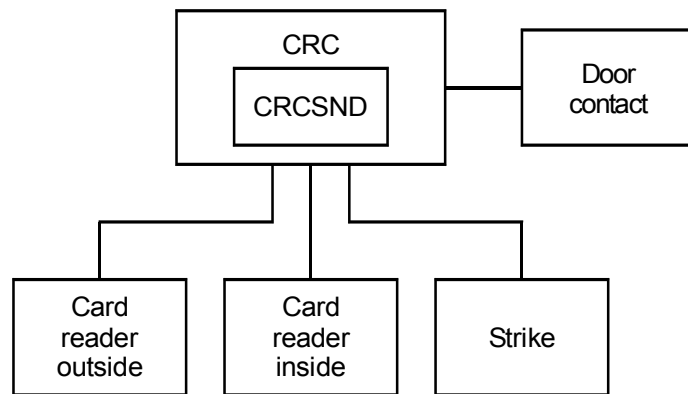 CRC
CRCSND
Door
contact
Card
reader
outside
Card
reader
inside
Strike